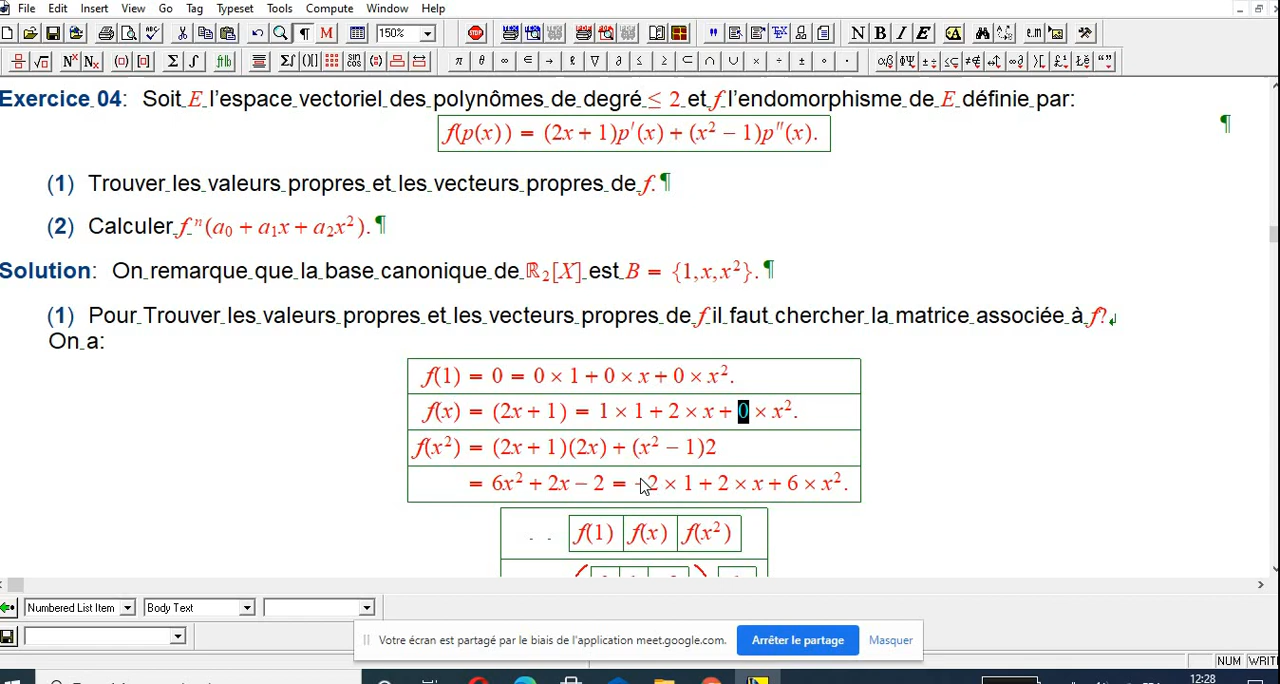 File Edit Insert View Go Tag Typeset Tools Compute Window Help
150%
Exercice 04: Soit E l'espace vectoriel des polynômes de degré ≤ 2 et f l'endomorphisme de E définie par:
f(p(x)) = (2x + 1)p′(x) + (x² − 1)p″(x).
(1) Trouver les valeurs propres et les vecteurs propres de f.¶
(2) Calculer f ⁿ(a₀ + a₁x + a₂x²).¶
Solution: On remarque que la base canonique de ℝ₂[X] est B = {1,x,x²}.¶
(1) Pour Trouver les valeurs propres et les vecteurs propres de f il faut chercher la matrice associée à f?
On a:
f(1) = 0 = 0 × 1 + 0 × x + 0 × x².
f(x) = (2x + 1) = 1 × 1 + 2 × x + 0 × x².
f(x²) = (2x + 1)(2x) + (x² − 1)2
= 6x² + 2x − 2 = −2 × 1 + 2 × x + 6 × x².
f(1) f(x) f(x²)
Numbered List Item Body Text
Votre écran est partagé par le biais de l'application meet.google.com. Arrêter le partage Masquer
NUM WRIT
12:28